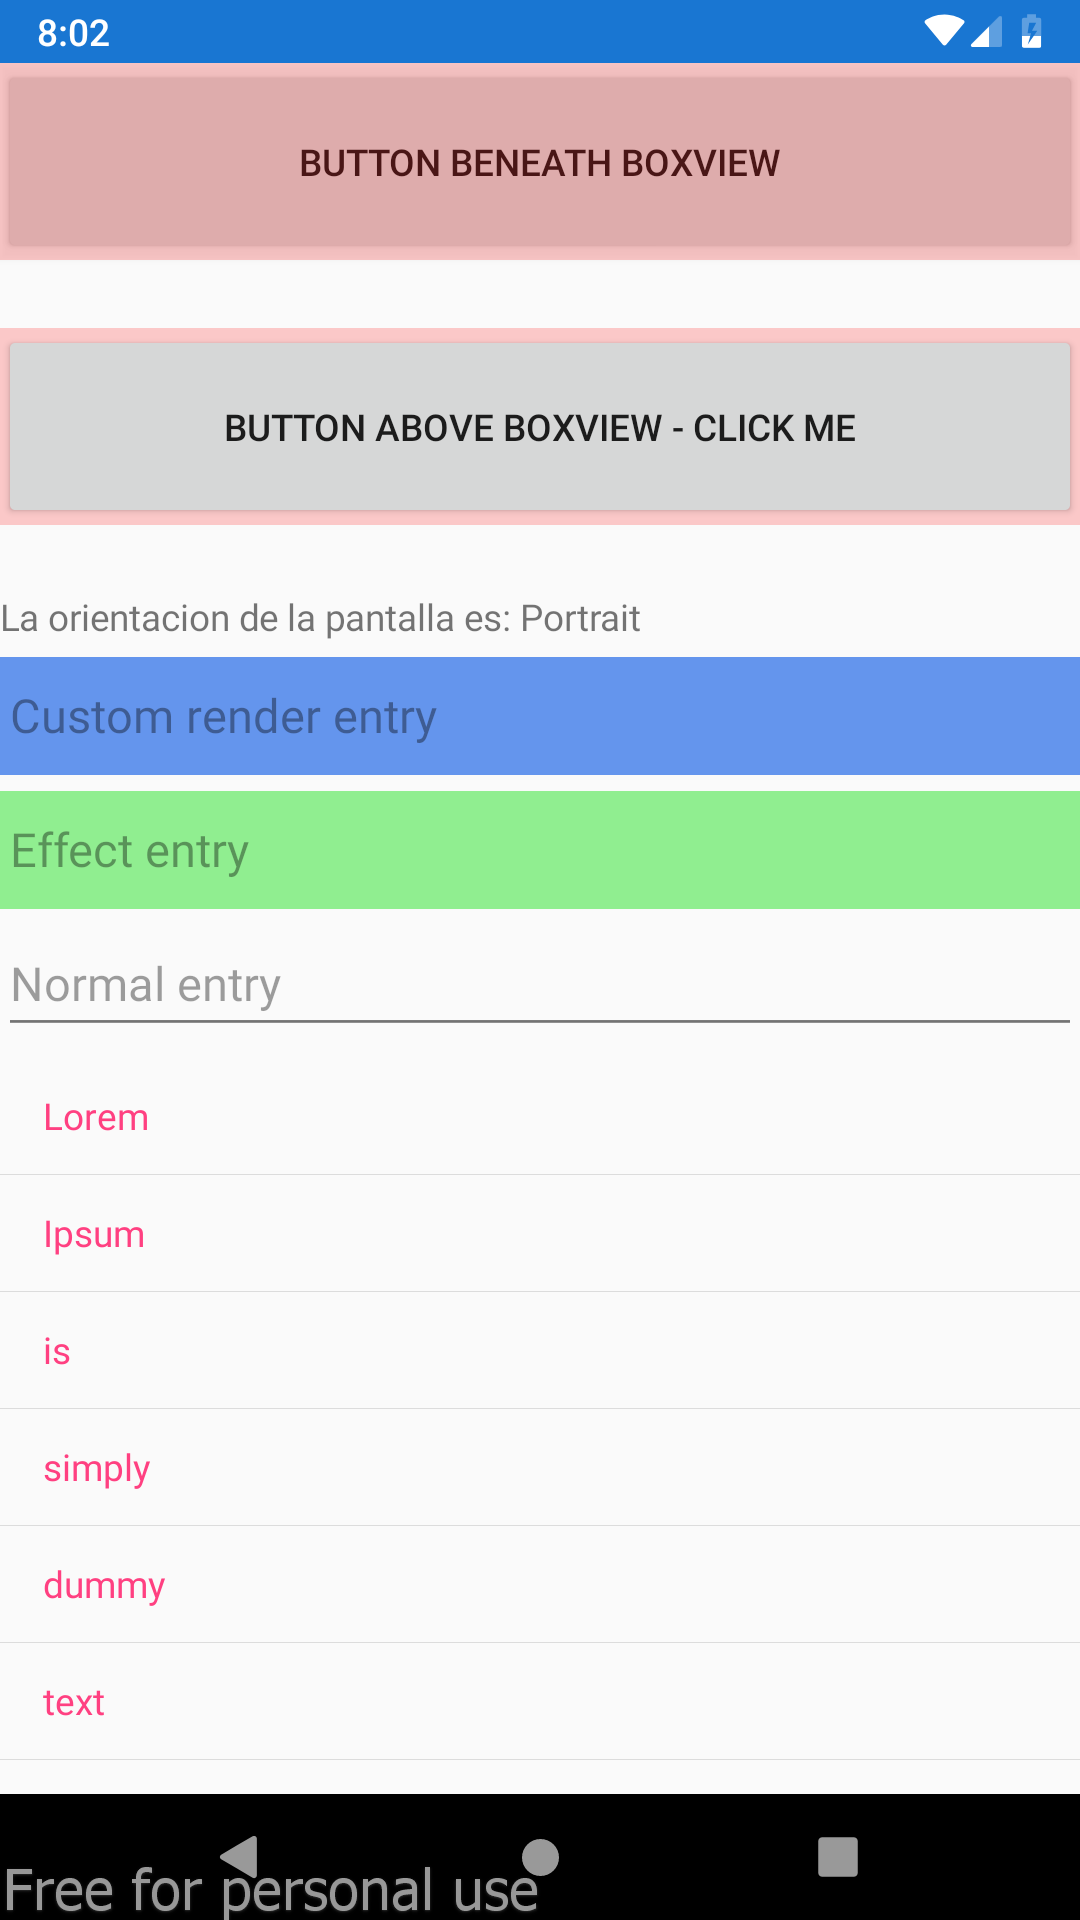 8:02
BUTTON BENEATH BOXVIEW
BUTTON ABOVE BOXVIEW - CLICK ME
La orientacion de la pantalla es: Portrait
Custom render entry
Effect entry
Normal entry
Lorem
Ipsum
is
simply
dummy
text
Free for personal use